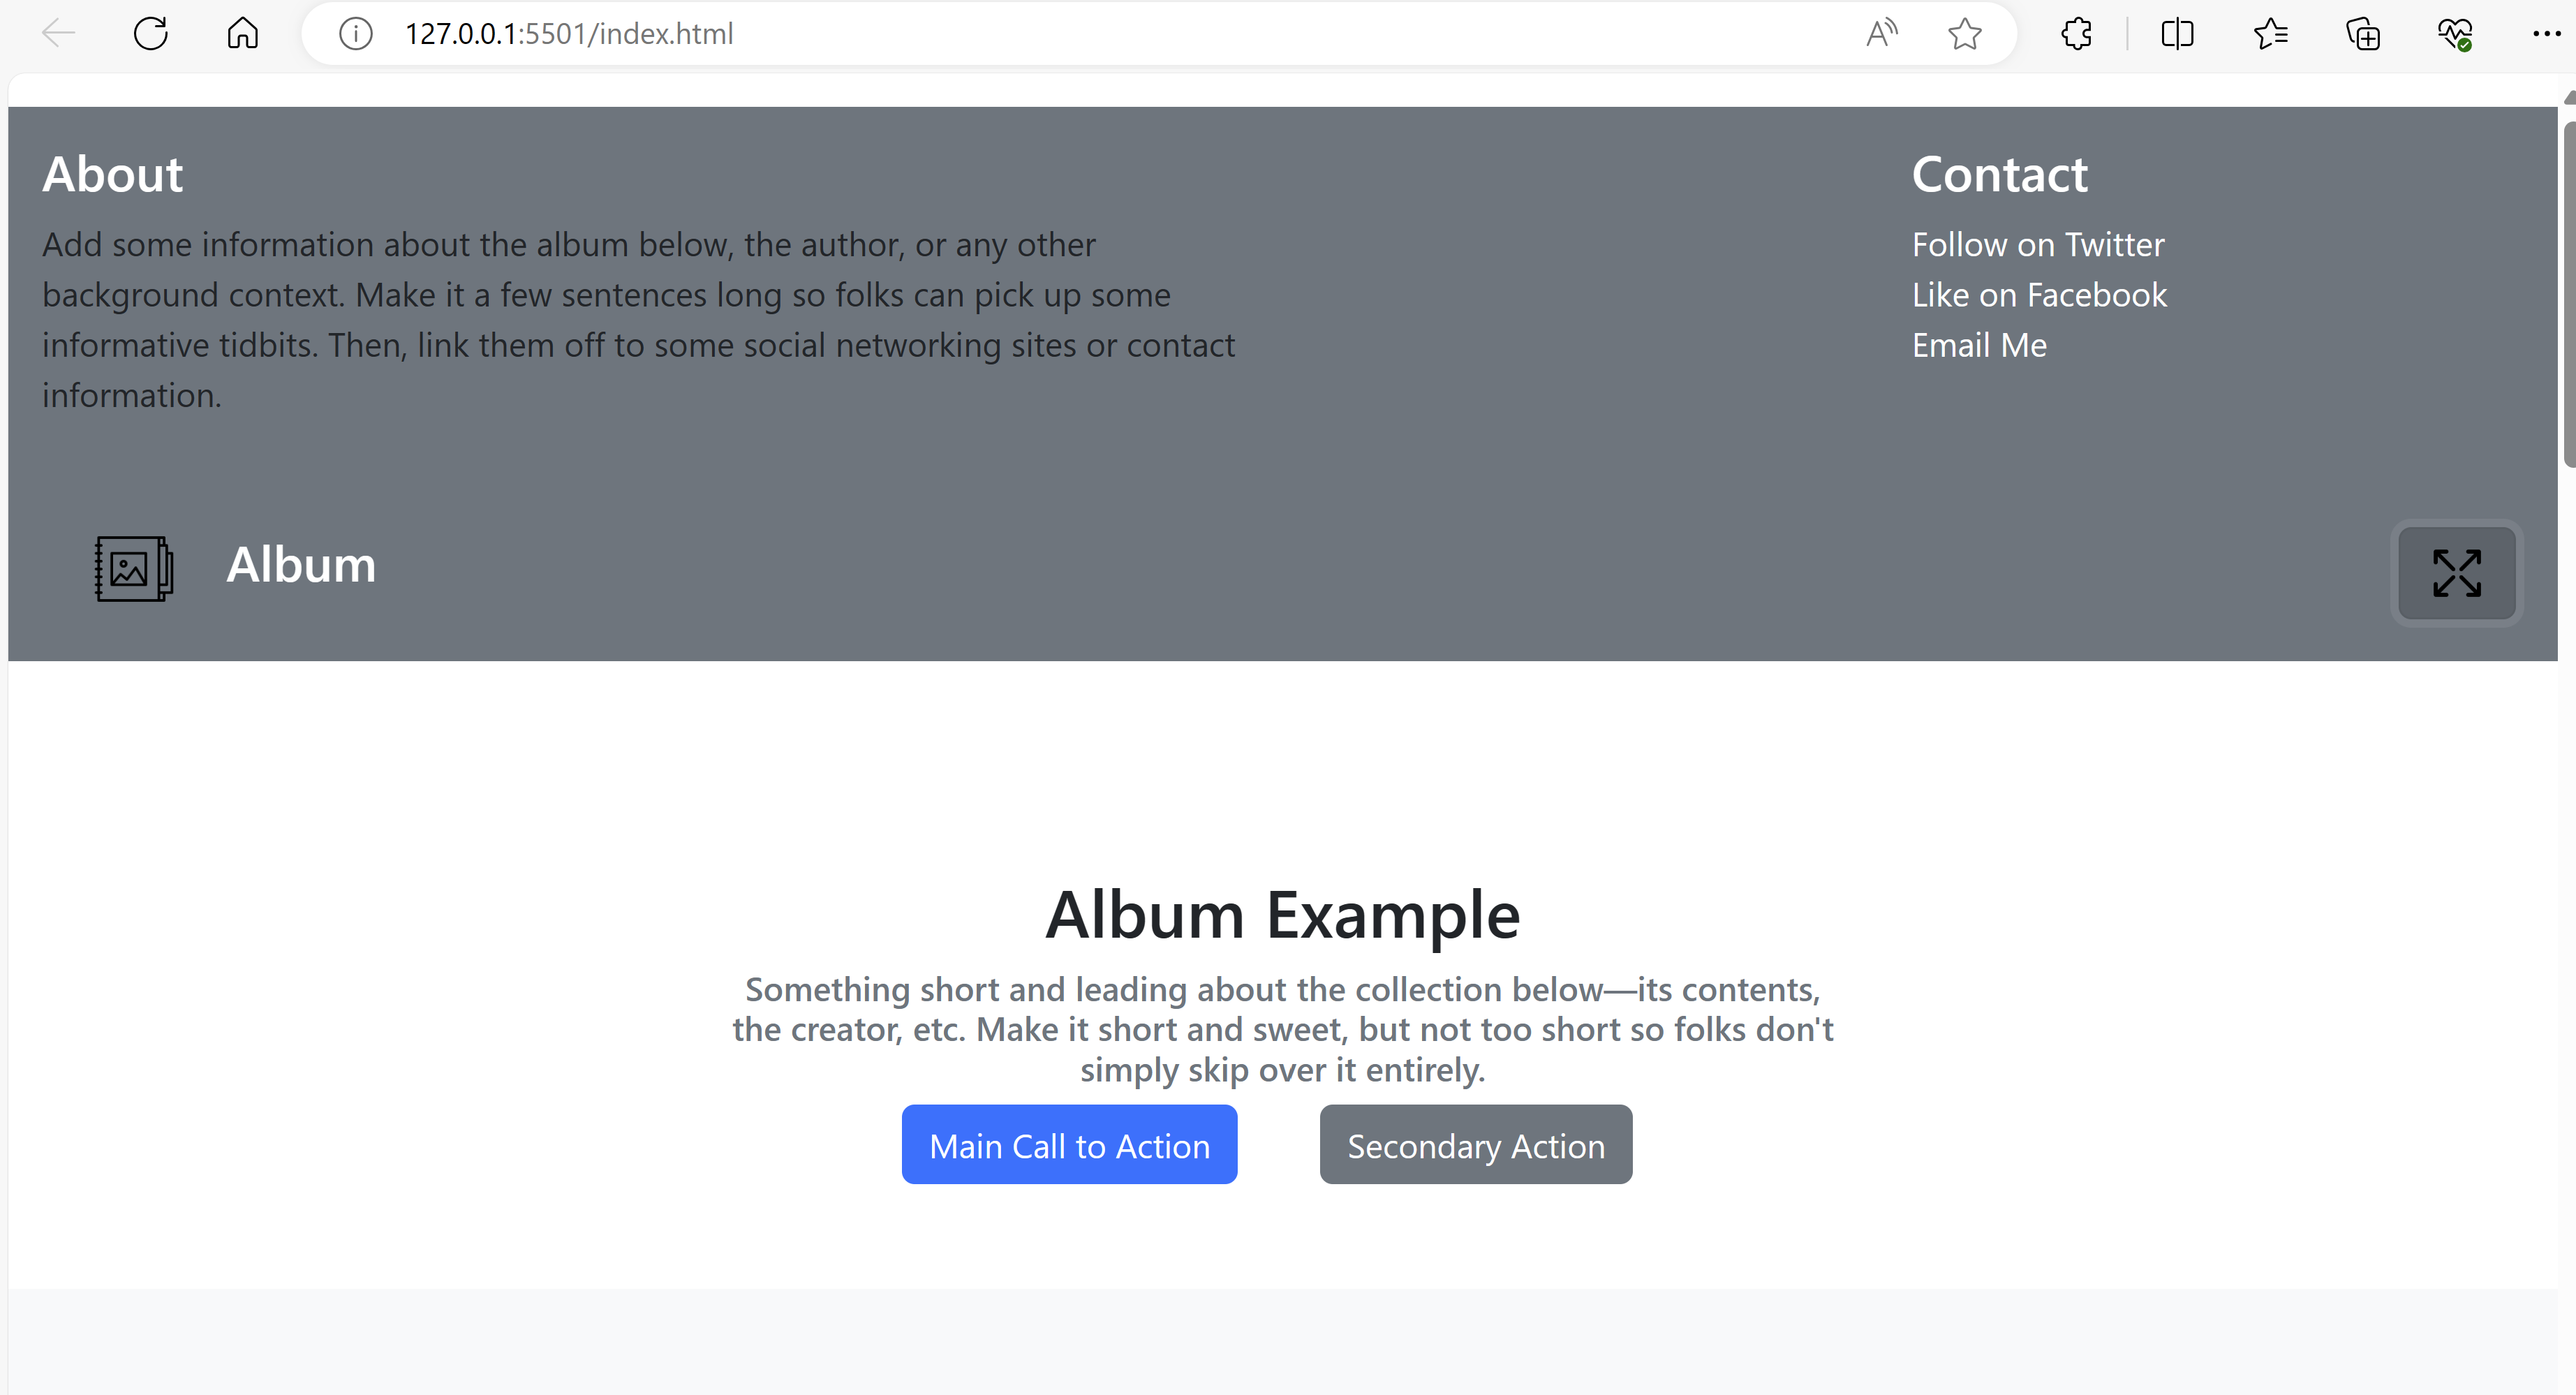 127.0.0.1:5501/index.html
About
Add some information about the album below, the author, or any other
background context. Make it a few sentences long so folks can pick up some
informative tidbits. Then, link them off to some social networking sites or contact
information.
Contact
Follow on Twitter
Like on Facebook
Email Me
Album
Album Example
Something short and leading about the collection below—its contents,
the creator, etc. Make it short and sweet, but not too short so folks don't
simply skip over it entirely.
Main Call to Action
Secondary Action